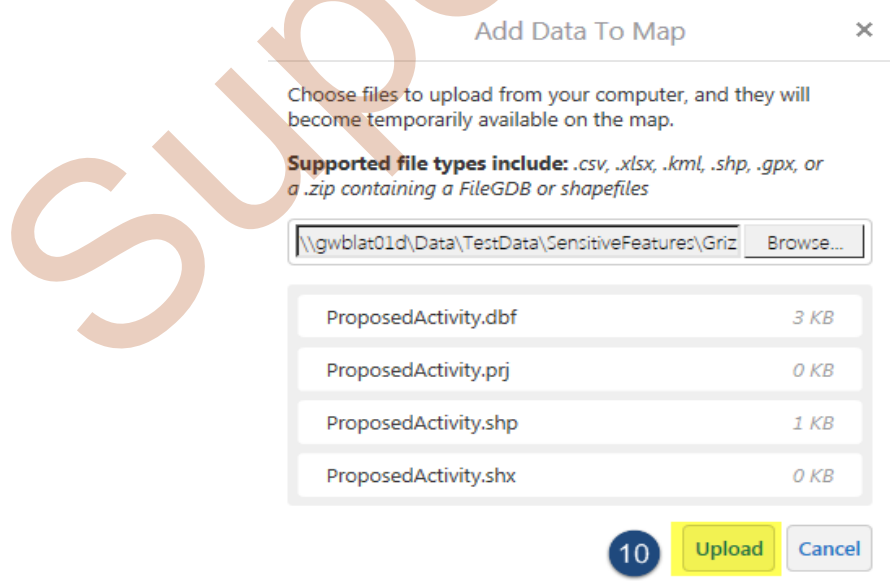 Add Data To Map
×
Choose files to upload from your computer, and they will
become temporarily available on the map.
Supported file types include: .csv, .xlsx, .kml, .shp, .gpx, or
a .zip containing a FileGDB or shapefiles
\\gwblat01d\Data\TestData\SensitiveFeatures\Griz Browse...
ProposedActivity.dbf 3 KB
ProposedActivity.prj 0 KB
ProposedActivity.shp 1 KB
ProposedActivity.shx 0 KB
10 Upload Cancel